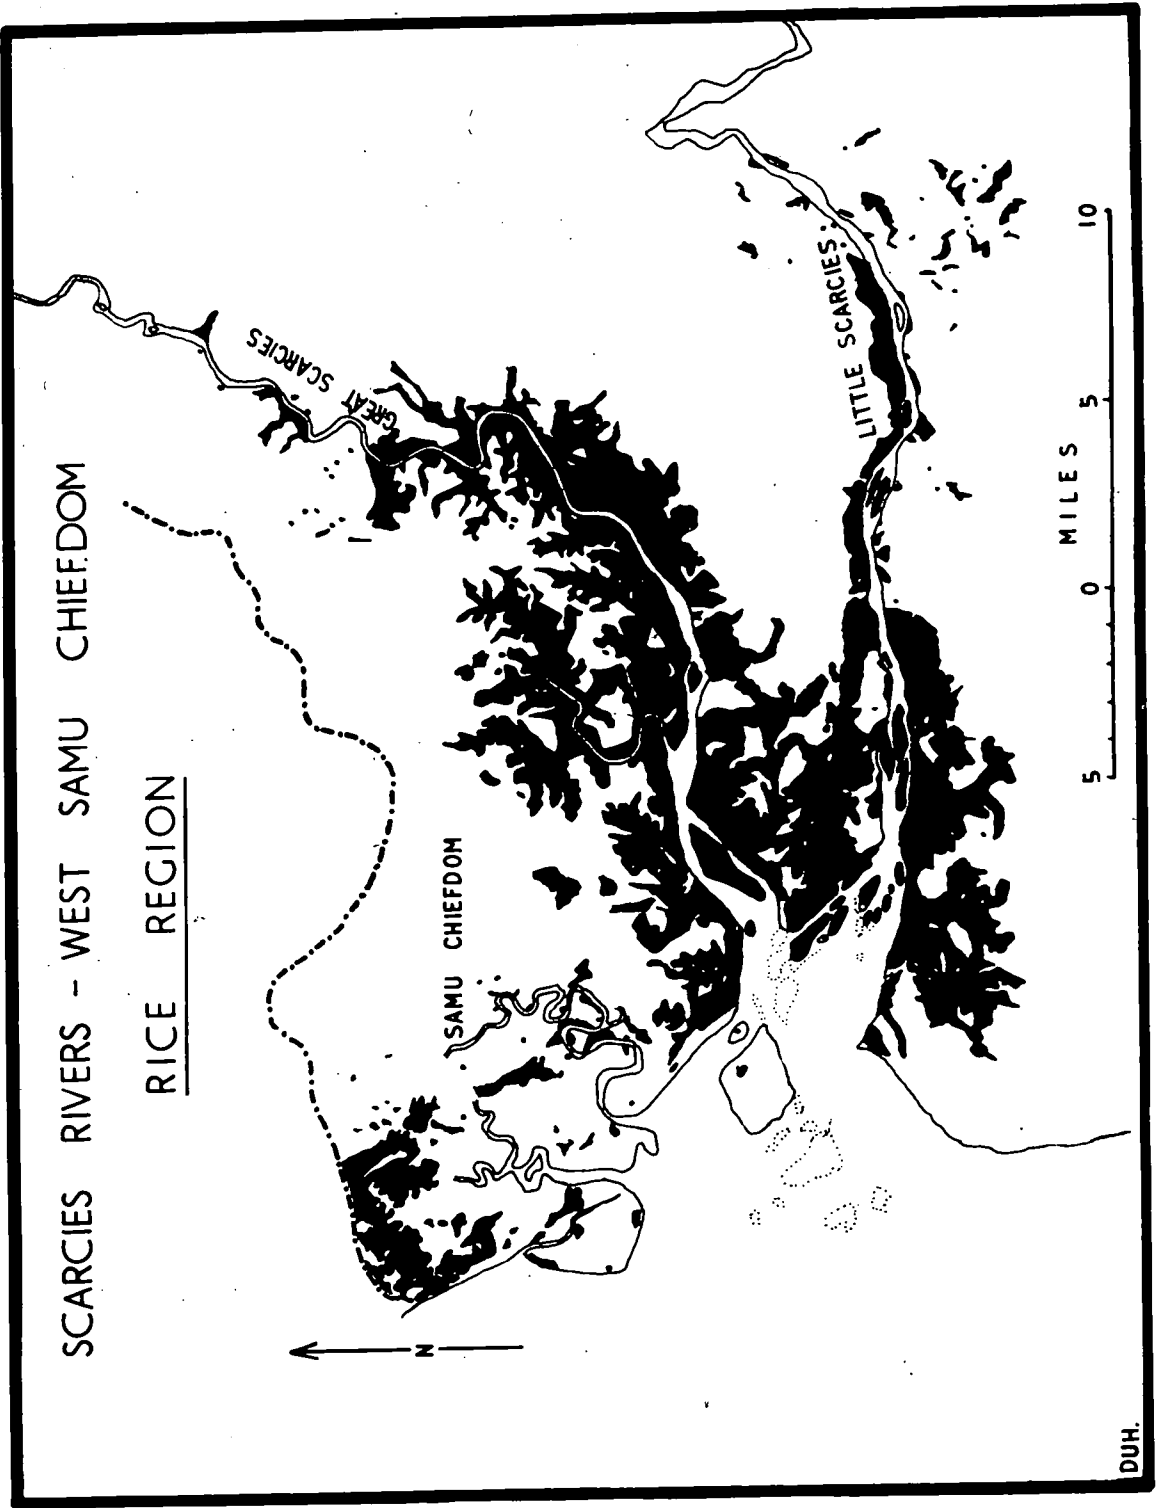 SCARCIES RIVERS - WEST SAMU CHIEFDOM
RICE REGION
GREAT SCARCIES
SAMU CHIEFDOM
LITTLE SCARCIES
N
5 0 5 10
MILES
DUH.